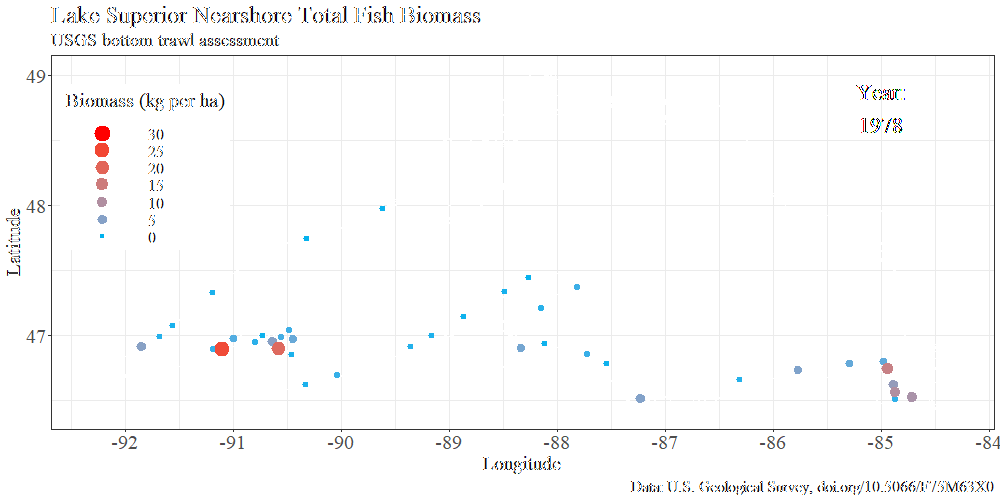 Lake Superior Nearshore Total Fish Biomass
USGS bottom trawl assessment
49
48
47
Latitude
Biomass (kg per ha)
30
25
20
15
10
5
0
Year:
1978
-92
-91
-90
-89
-88
-87
-86
-85
-84
Longitude
Data: U.S. Geological Survey, doi.org/10.5066/F75M63X0